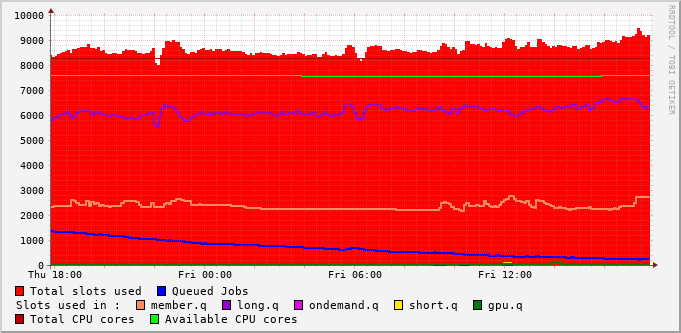 RRDTOOL / TOBI OETIKER
10000
9000
8000
7000
6000
5000
4000
3000
2000
1000
0
Thu 18:00 Fri 00:00 Fri 06:00 Fri 12:00
Total slots used Queued Jobs
Slots used in : member.q long.q ondemand.q short.q gpu.q
Total CPU cores Available CPU cores